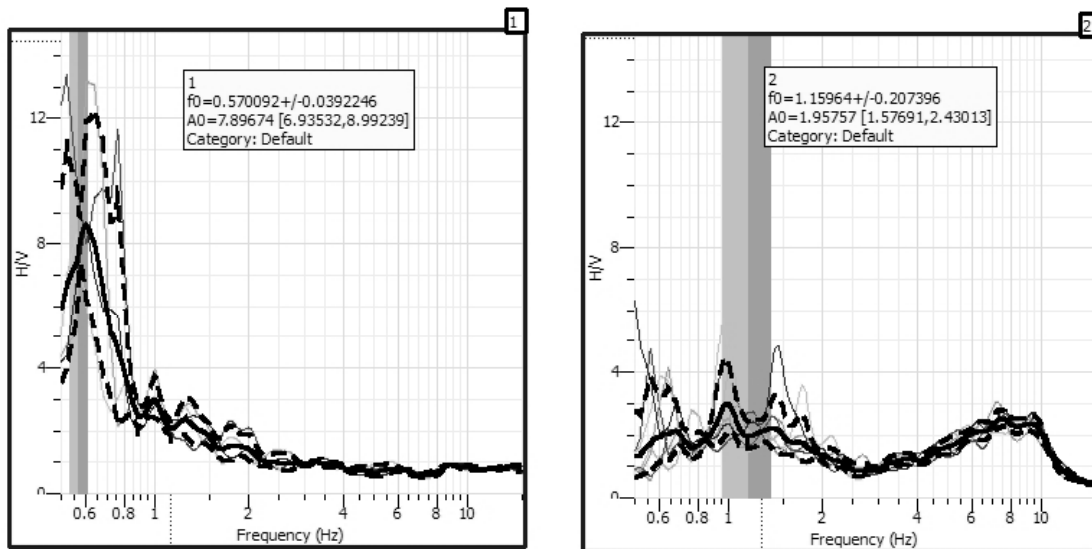 1
1
f0=0.570092+/-0.0392246
A0=7.89674 [6.93532,8.99239]
Category: Default
12
8
4
0
H/V
0.6 0.8 1 2 4 6 8 10
Frequency (Hz)
2
2
f0=1.15964+/-0.207396
A0=1.95757 [1.57691,2.43013]
Category: Default
12
8
4
0
H/V
0.6 0.8 1 2 4 6 8 10
Frequency (Hz)